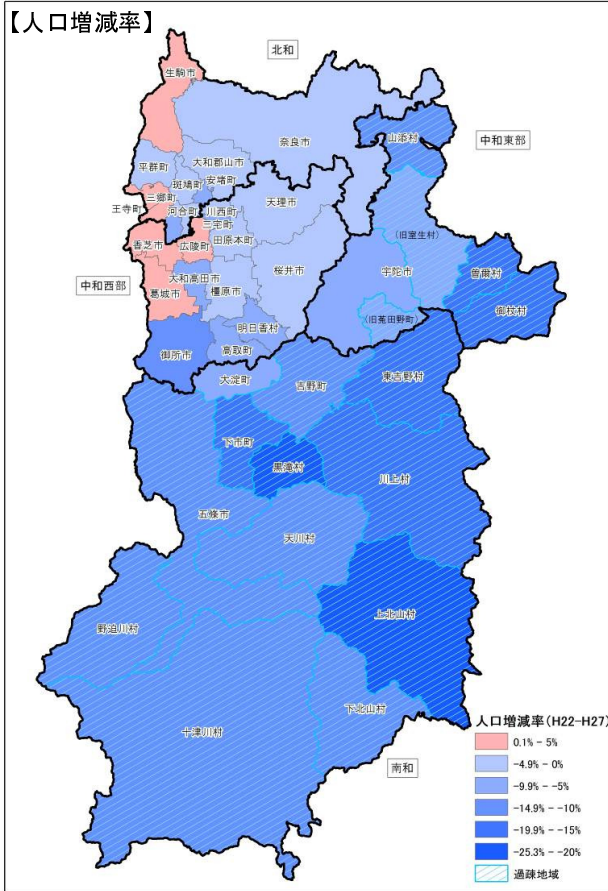 【人口増減率】
北和
生駒市
奈良市
山添村
中和東部
平群町
大和郡山市
斑鳩町
安堵町
三郷町
王寺町
河合町
川西町
天理市
三宅町
(旧室生村)
香芝市
広陵町
田原本町
中和西部
大和高田市
桜井市
宇陀市
曽爾村
葛城市
橿原市
御杖村
(旧菟田野町)
明日香村
御所市
高取町
大淀町
吉野町
東吉野村
下市町
黒滝村
川上村
五條市
天川村
上北山村
野迫川村
下北山村
十津川村
南和
人口増減率(H22-H27)
0.1% - 5%
-4.9% - 0%
-9.9% - -5%
-14.9% - -10%
-19.9% - -15%
-25.3% - -20%
過疎地域